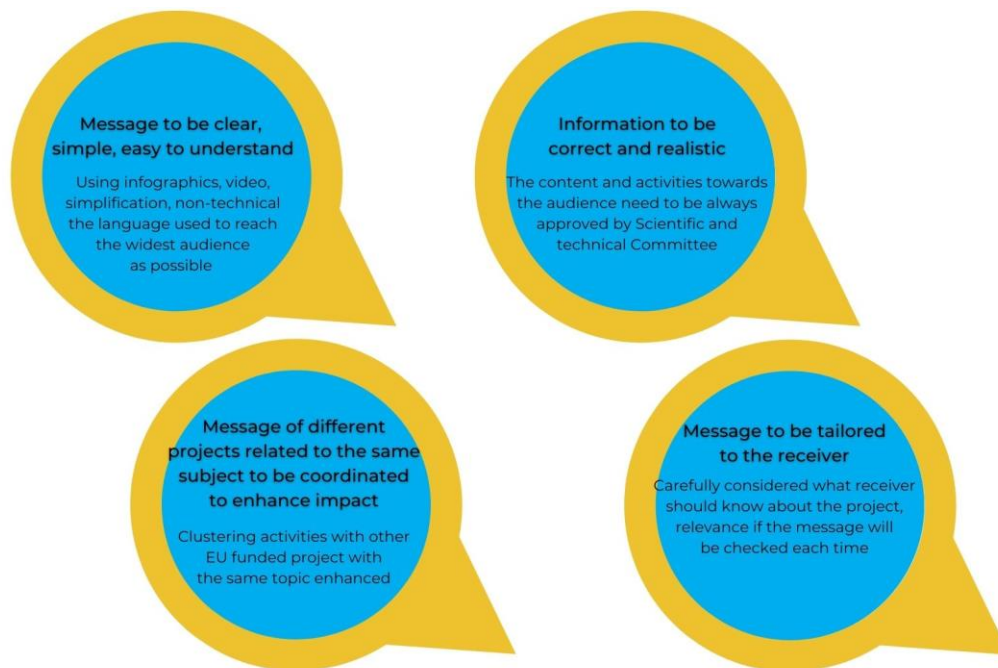 Message to be clear,
simple, easy to understand
Using infographics, video,
simplification, non-technical
the language used to reach
the widest audience
as possible
Information to be
correct and realistic
The content and activities towards
the audience need to be always
approved by Scientific and
technical Committee
Message of different
projects related to the same
subject to be coordinated
to enhance impact
Clustering activities with other
EU funded project with
the same topic enhanced
Message to be tailored
to the receiver
Carefully considered what receiver
should know about the project,
relevance if the message will
be checked each time